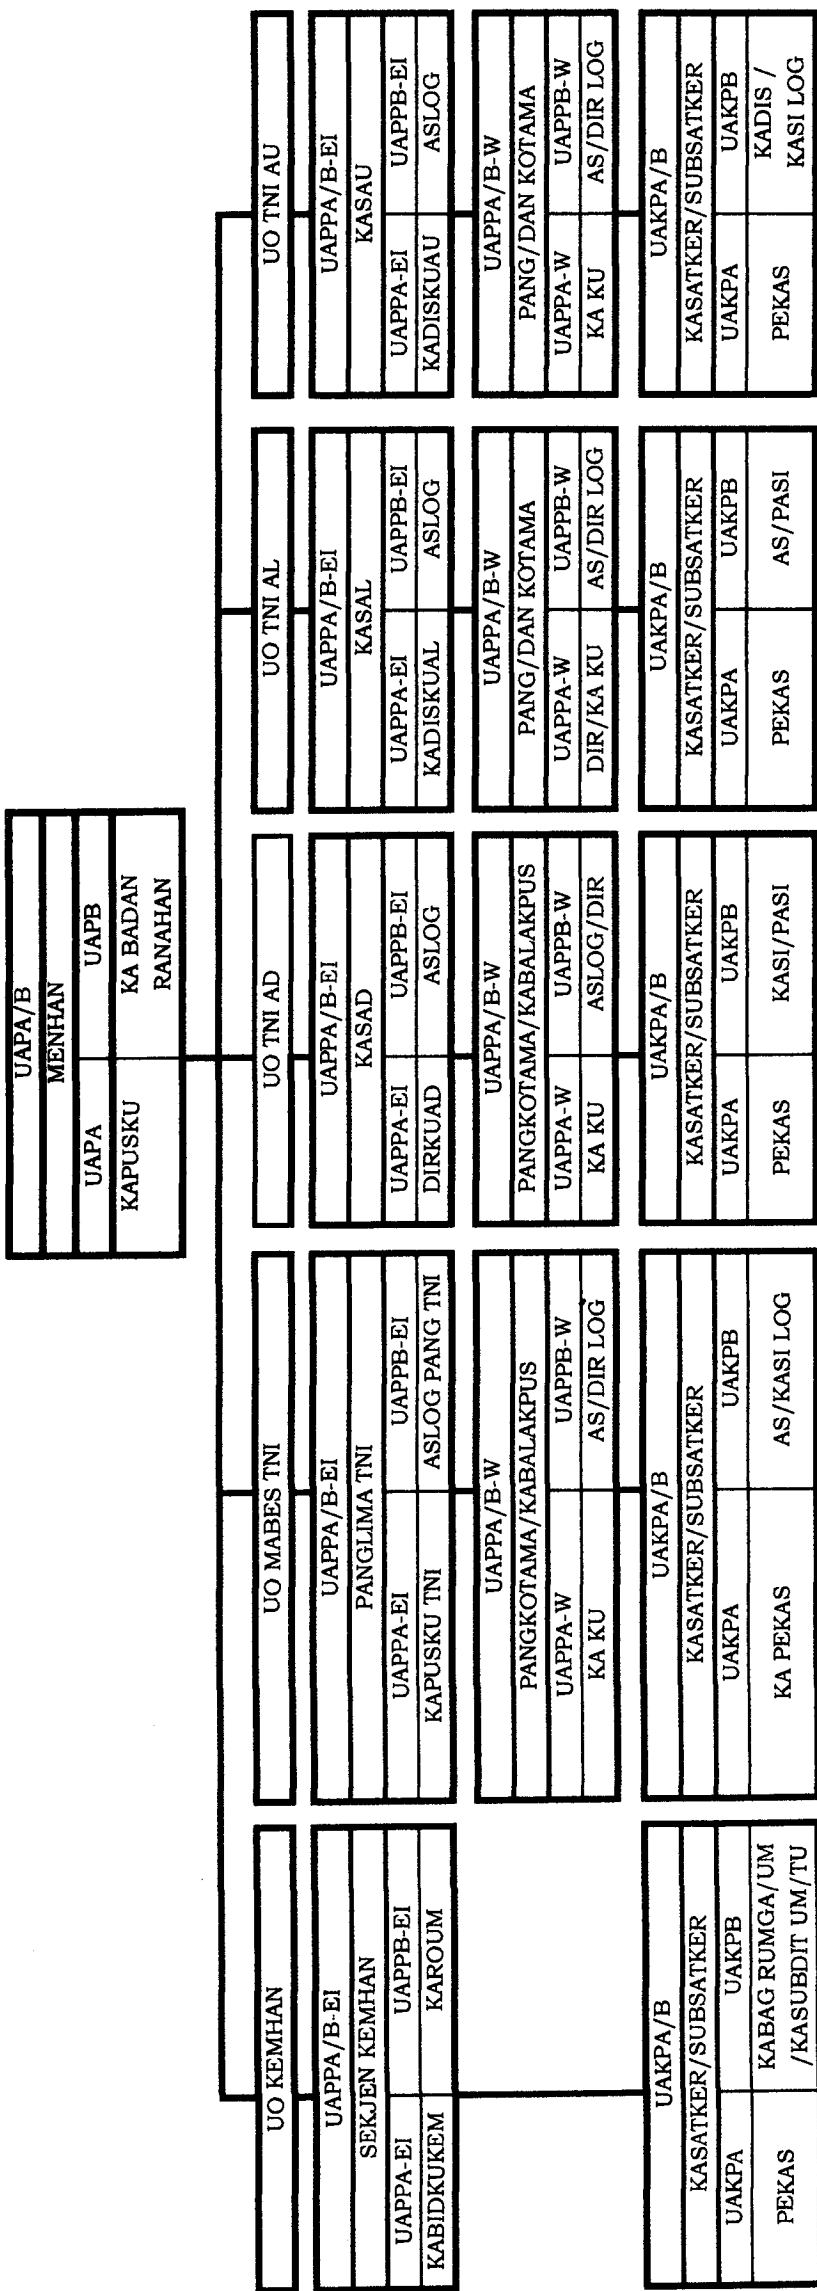 UAPA/B
MENHAN
UAPA UAPB
KAPUSKU KA BADAN
RANAHAN
UO KEMHAN
UAPPA/B-EI
SEKJEN KEMHAN
UAPPA-EI UAPPB-EI
KABIDKUKEM KAROUM
UAKPA/B
KASATKER/SUBSATKER
UAKPA UAKPB
PEKAS KABAG RUMGA/UM
/KASUBDIT UM/TU
UO MABES TNI
UAPPA/B-EI
PANGLIMA TNI
UAPPA-EI UAPPB-EI
KAPUSKU TNI ASLOG PANG TNI
UAPPA/B-W
PANGKOTAMA/KABALAKPUS
UAPPA-W UAPPB-W
KA KU AS/DIR LOG
UAKPA/B
KASATKER/SUBSATKER
UAKPA UAKPB
KA PEKAS AS/KASI LOG
UO TNI AD
UAPPA/B-EI
KASAD
UAPPA-EI UAPPB-EI
DIRKUAD ASLOG
UAPPA/B-W
PANGKOTAMA/KABALAKPUS
UAPPA-W UAPPB-W
KA KU ASLOG/DIR
UAKPA/B
KASATKER/SUBSATKER
UAKPA UAKPB
PEKAS KASI/PASI
UO TNI AL
UAPPA/B-EI
KASAL
UAPPA-EI UAPPB-EI
KADISKUAL ASLOG
UAPPA/B-W
PANG/DAN KOTAMA
UAPPA-W UAPPB-W
DIR/KA KU AS/DIR LOG
UAKPA/B
KASATKER/SUBSATKER
UAKPA UAKPB
PEKAS AS/PASI
UO TNI AU
UAPPA/B-EI
KASAU
UAPPA-EI UAPPB-EI
KADISKUAU ASLOG
UAPPA/B-W
PANG/DAN KOTAMA
UAPPA-W UAPPB-W
KA KU AS/DIR LOG
UAKPA/B
KASATKER/SUBSATKER
UAKPA UAKPB
PEKAS KADIS /
KASI LOG